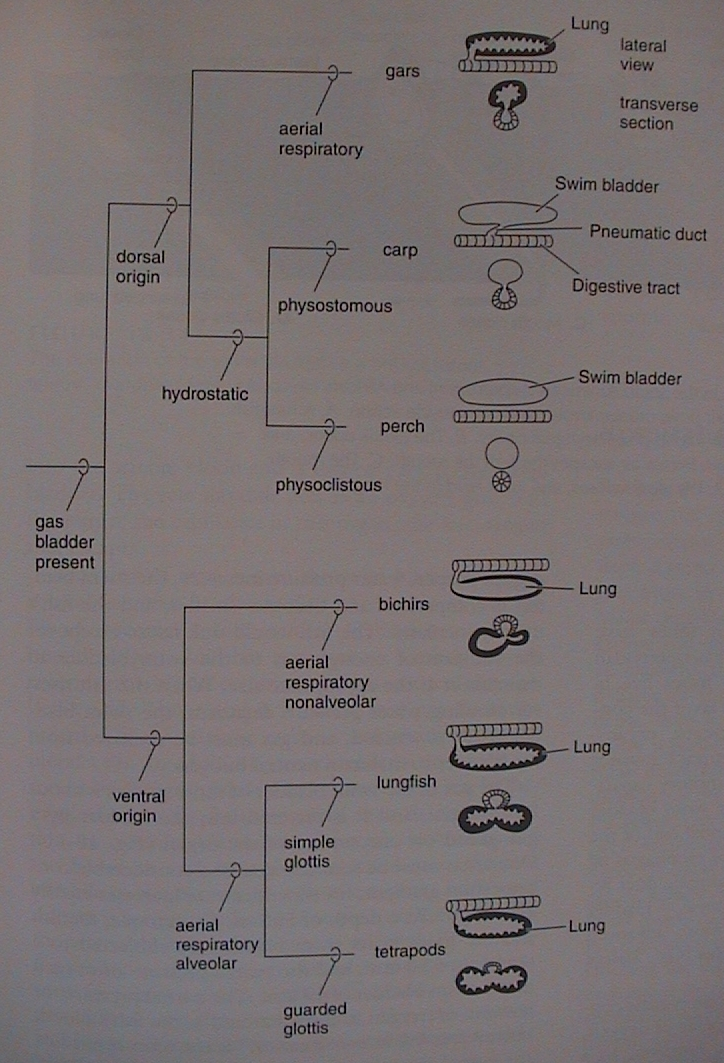 Lung
lateral
view
gars
aerial
respiratory
transverse
section
Swim bladder
Pneumatic duct
carp
dorsal
origin
Digestive tract
physostomous
hydrostatic
Swim bladder
perch
physoclistous
gas
bladder
present
bichirs
Lung
aerial
respiratory
nonalveolar
Lung
lungfish
ventral
origin
simple
glottis
aerial
respiratory
alveolar
Lung
tetrapods
guarded
glottis